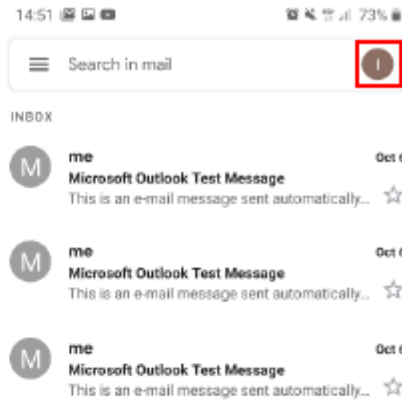 14:51 73%
Search in mail I
INBOX
M me Oct 6
Microsoft Outlook Test Message
This is an e-mail message sent automatically...
M me Oct 6
Microsoft Outlook Test Message
This is an e-mail message sent automatically...
M me Oct 6
Microsoft Outlook Test Message
This is an e-mail message sent automatically...